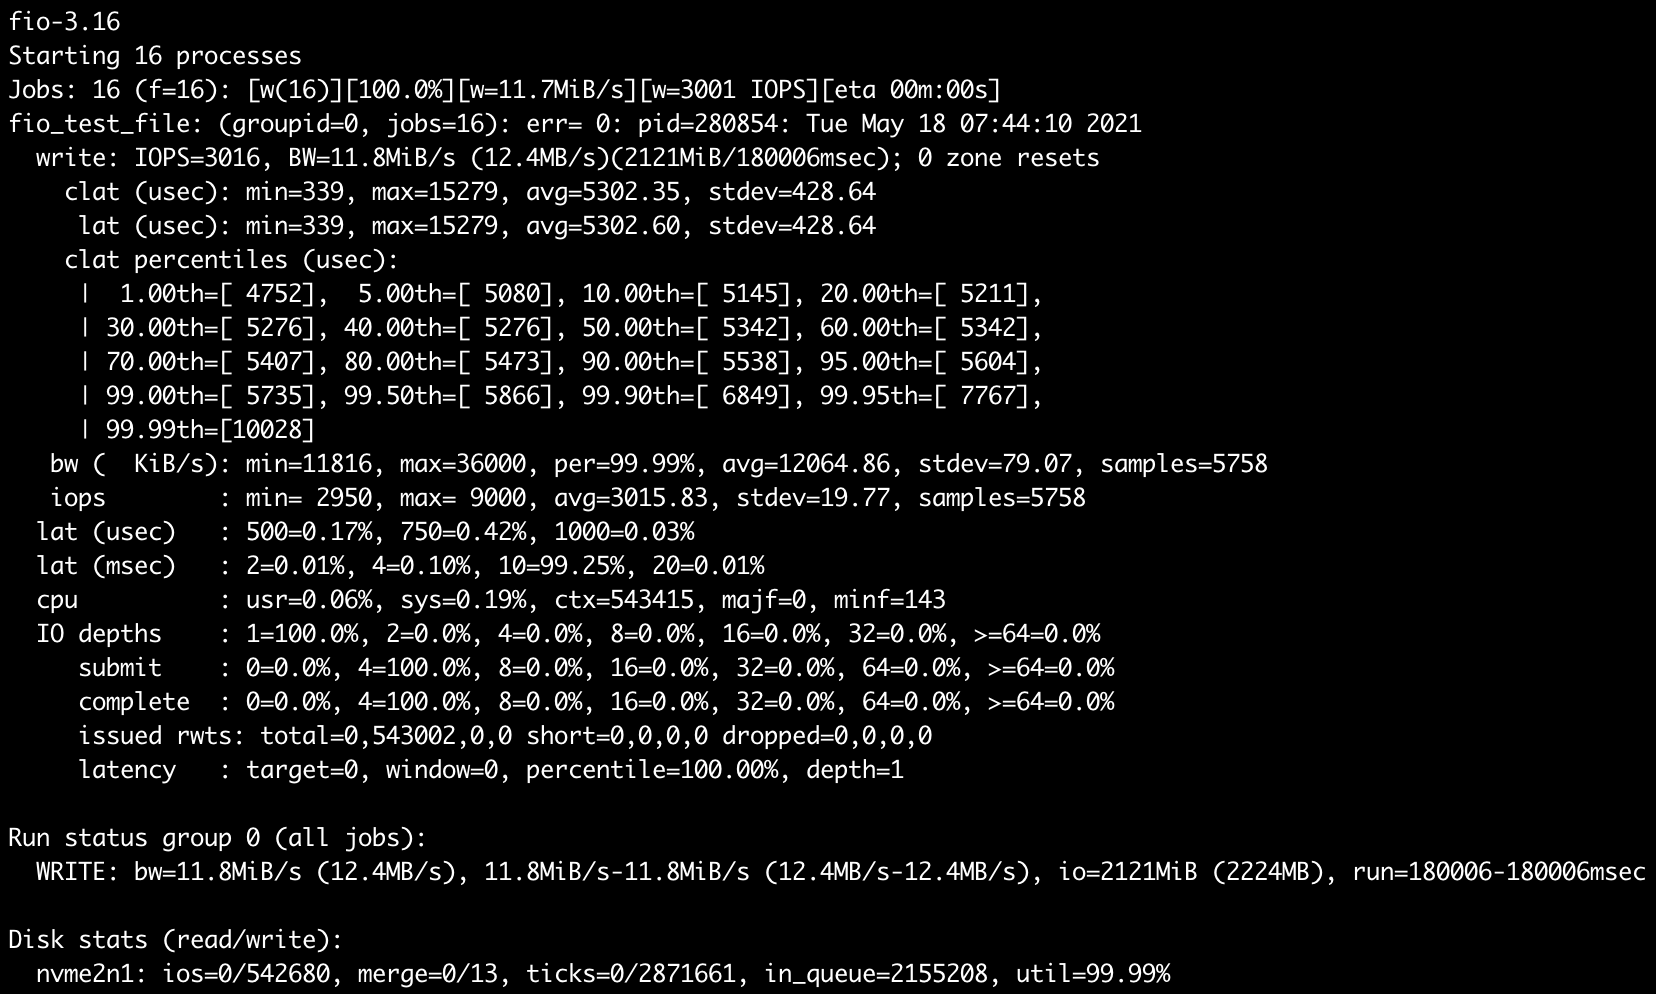 fio-3.16
Starting 16 processes
Jobs: 16 (f=16): [w(16)][100.0%][w=11.7MiB/s][w=3001 IOPS][eta 00m:00s]
fio_test_file: (groupid=0, jobs=16): err= 0: pid=280854: Tue May 18 07:44:10 2021
  write: IOPS=3016, BW=11.8MiB/s (12.4MB/s)(2121MiB/180006msec); 0 zone resets
    clat (usec): min=339, max=15279, avg=5302.35, stdev=428.64
     lat (usec): min=339, max=15279, avg=5302.60, stdev=428.64
    clat percentiles (usec):
     |  1.00th=[ 4752],  5.00th=[ 5080], 10.00th=[ 5145], 20.00th=[ 5211],
     | 30.00th=[ 5276], 40.00th=[ 5276], 50.00th=[ 5342], 60.00th=[ 5342],
     | 70.00th=[ 5407], 80.00th=[ 5473], 90.00th=[ 5538], 95.00th=[ 5604],
     | 99.00th=[ 5735], 99.50th=[ 5866], 99.90th=[ 6849], 99.95th=[ 7767],
     | 99.99th=[10028]
   bw (  KiB/s): min=11816, max=36000, per=99.99%, avg=12064.86, stdev=79.07, samples=5758
   iops        : min= 2950, max= 9000, avg=3015.83, stdev=19.77, samples=5758
  lat (usec)   : 500=0.17%, 750=0.42%, 1000=0.03%
  lat (msec)   : 2=0.01%, 4=0.10%, 10=99.25%, 20=0.01%
  cpu          : usr=0.06%, sys=0.19%, ctx=543415, majf=0, minf=143
  IO depths    : 1=100.0%, 2=0.0%, 4=0.0%, 8=0.0%, 16=0.0%, 32=0.0%, >=64=0.0%
     submit    : 0=0.0%, 4=100.0%, 8=0.0%, 16=0.0%, 32=0.0%, 64=0.0%, >=64=0.0%
     complete  : 0=0.0%, 4=100.0%, 8=0.0%, 16=0.0%, 32=0.0%, 64=0.0%, >=64=0.0%
     issued rwts: total=0,543002,0,0 short=0,0,0,0 dropped=0,0,0,0
     latency   : target=0, window=0, percentile=100.00%, depth=1

Run status group 0 (all jobs):
  WRITE: bw=11.8MiB/s (12.4MB/s), 11.8MiB/s-11.8MiB/s (12.4MB/s-12.4MB/s), io=2121MiB (2224MB), run=180006-180006msec

Disk stats (read/write):
  nvme2n1: ios=0/542680, merge=0/13, ticks=0/2871661, in_queue=2155208, util=99.99%